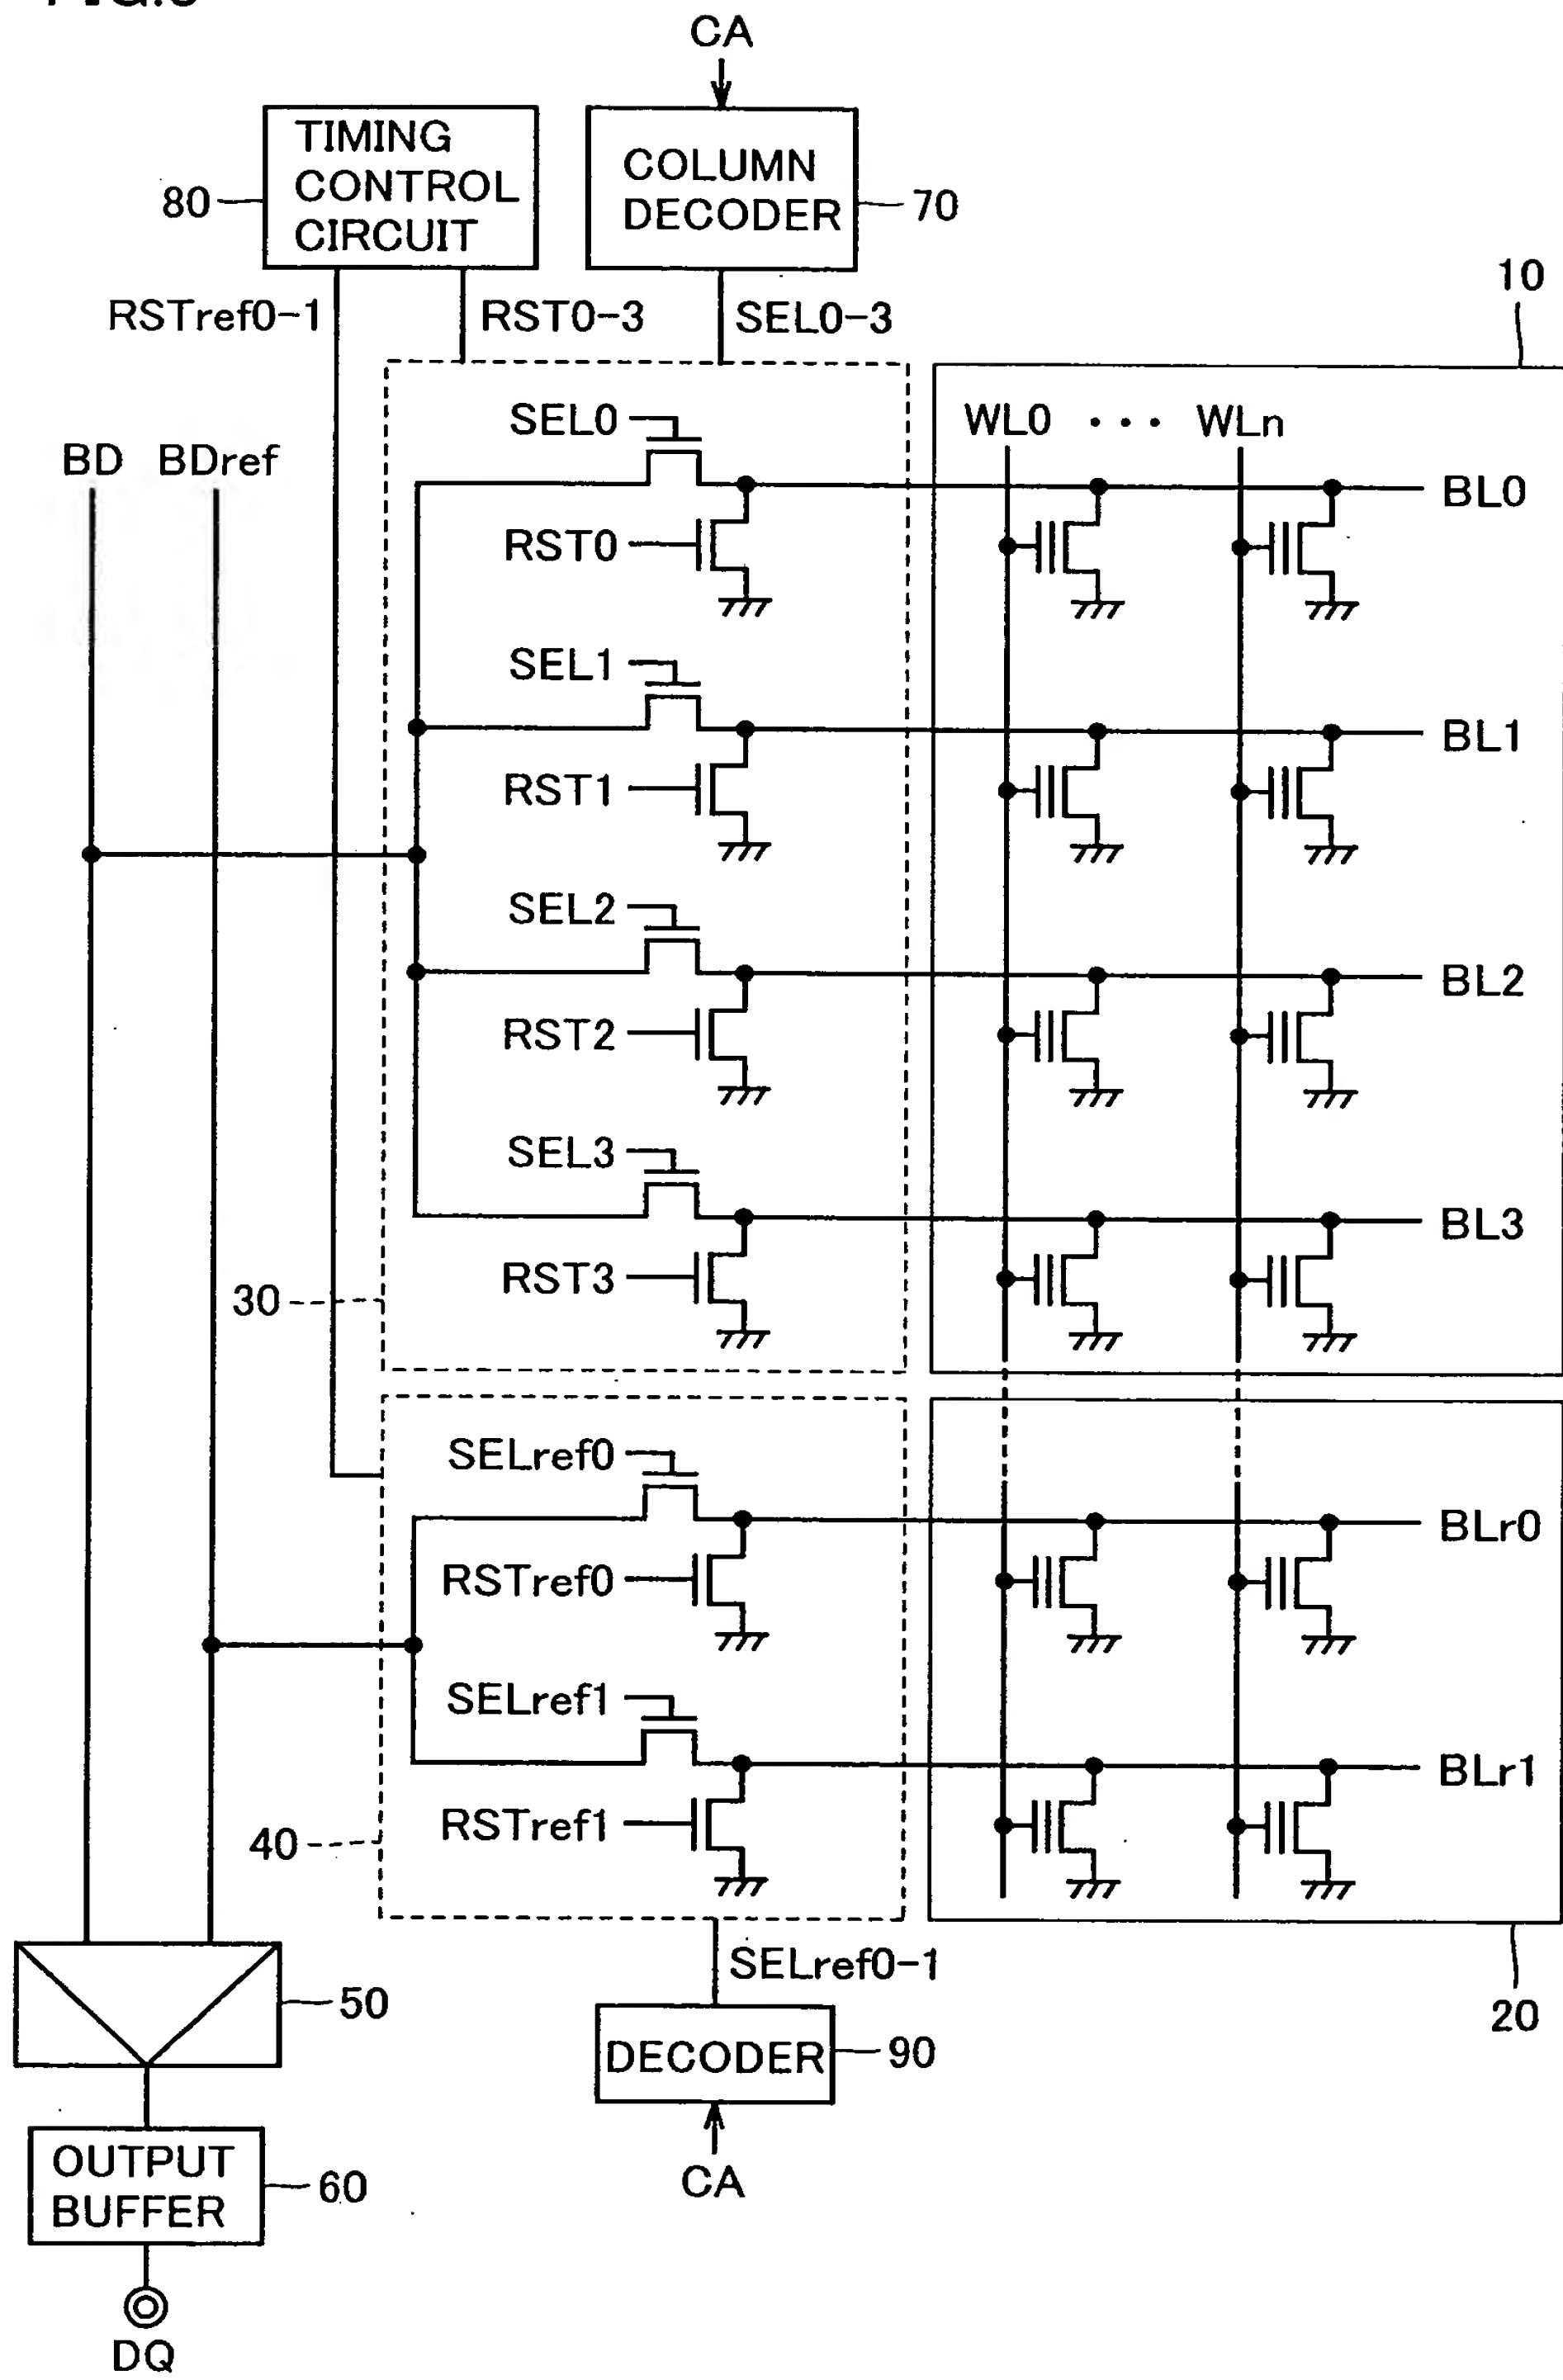 CA
TIMING
CONTROL
CIRCUIT
80
COLUMN
DECODER
70
RSTref0-1
RST0-3
SEL0-3
10
BD
BDref
SEL0
WL0 ··· WLn
BL0
RST0
SEL1
BL1
RST1
SEL2
BL2
RST2
SEL3
BL3
RST3
30
SELref0
BLr0
RSTref0
SELref1
BLr1
RSTref1
40
SELref0-1
50
20
DECODER
90
CA
OUTPUT
BUFFER
60
DQ